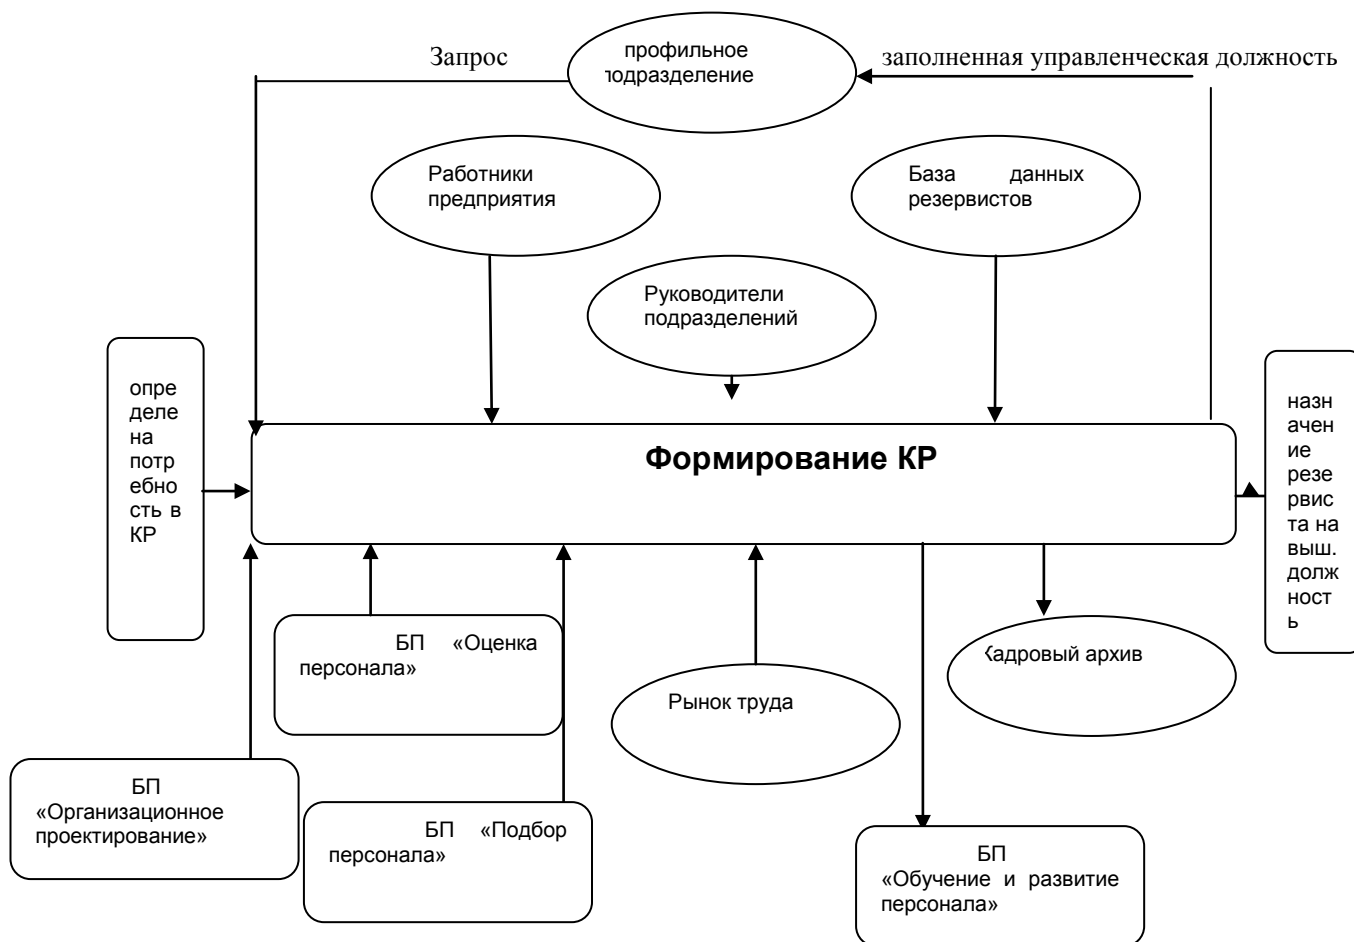 Запрос
профильное
подразделение
заполненная управленческая должность
Работники
предприятия
База данных
резервистов
Руководители
подразделений
опре
деле
на
потр
ебно
сть в
КР
Формирование КР
назн
ачен
ие
резе
рвис
та на
выш.
долж
ност
ь
БП «Оценка
персонала»
Кадровый архив
Рынок труда
БП
«Организационное
проектирование»
БП «Подбор
персонала»
БП
«Обучение и развитие
персонала»